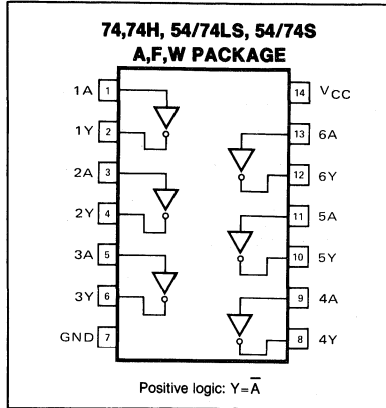 74,74H, 54/74LS, 54/74S
A,F,W PACKAGE
1A 1 14 VCC
1Y 2 13 6A
2A 3 12 6Y
2Y 4 11 5A
3A 5 10 5Y
3Y 6 9 4A
GND 7 8 4Y
Positive logic: Y=A̅